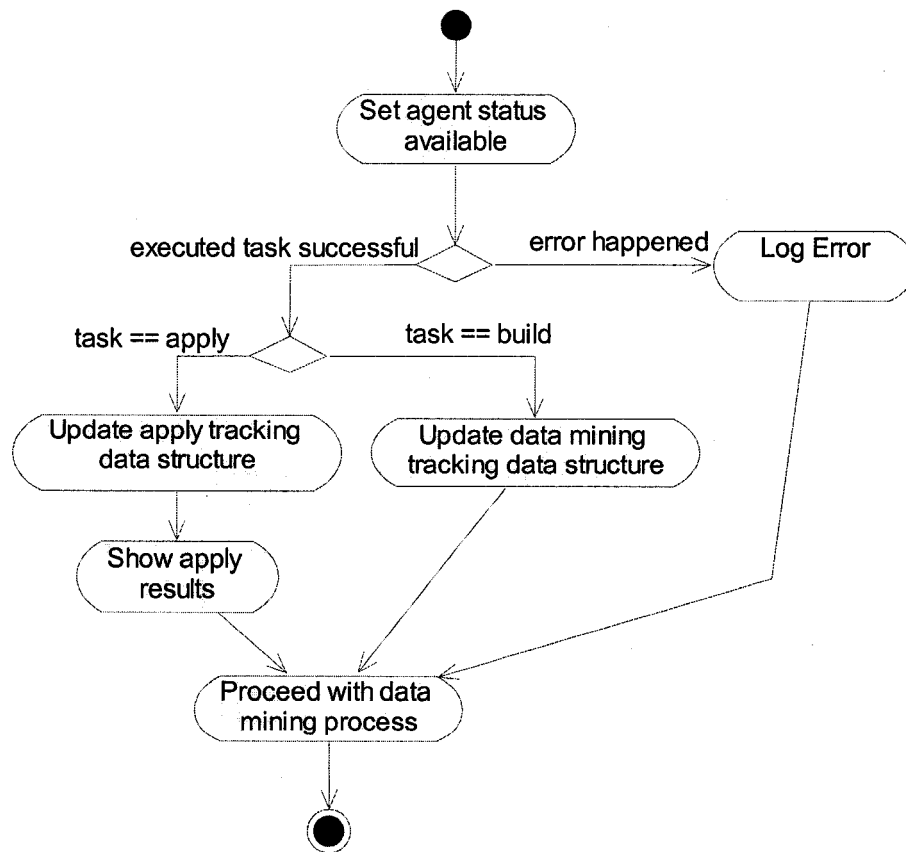 Set agent status
available
executed task successful
error happened
Log Error
task == apply
task == build
Update apply tracking
data structure
Update data mining
tracking data structure
Show apply
results
Proceed with data
mining process